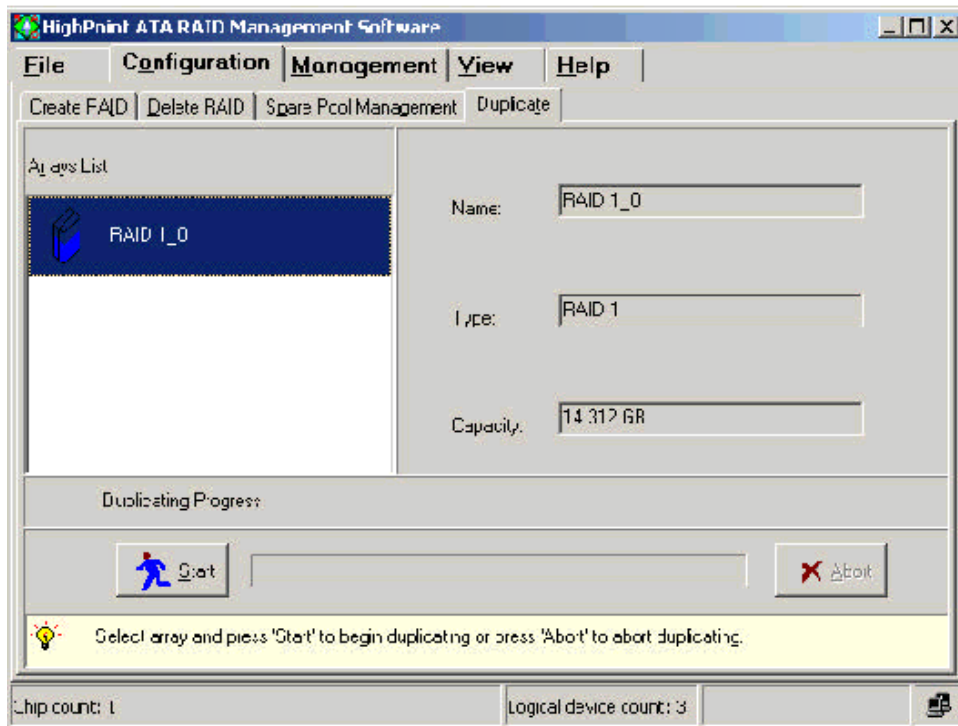 HighPoint ATA RAID Management Software
File Configuration Management View Help
Create RAID Delete RAID Spare Pool Management Duplicate
Arrays List
RAID 1_0
Name: RAID 1_0
Type: RAID 1
Capacity: 14.312 GB
Duplicating Progress
Start Abort
Select array and press 'Start' to begin duplicating or press 'Abort' to abort duplicating.
Chip count: 1 Logical device count: 3